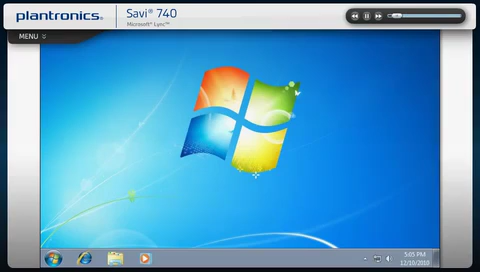 plantronics®
Savi® 740
Microsoft® Lync™
MENU
5:05 PM
12/10/2010